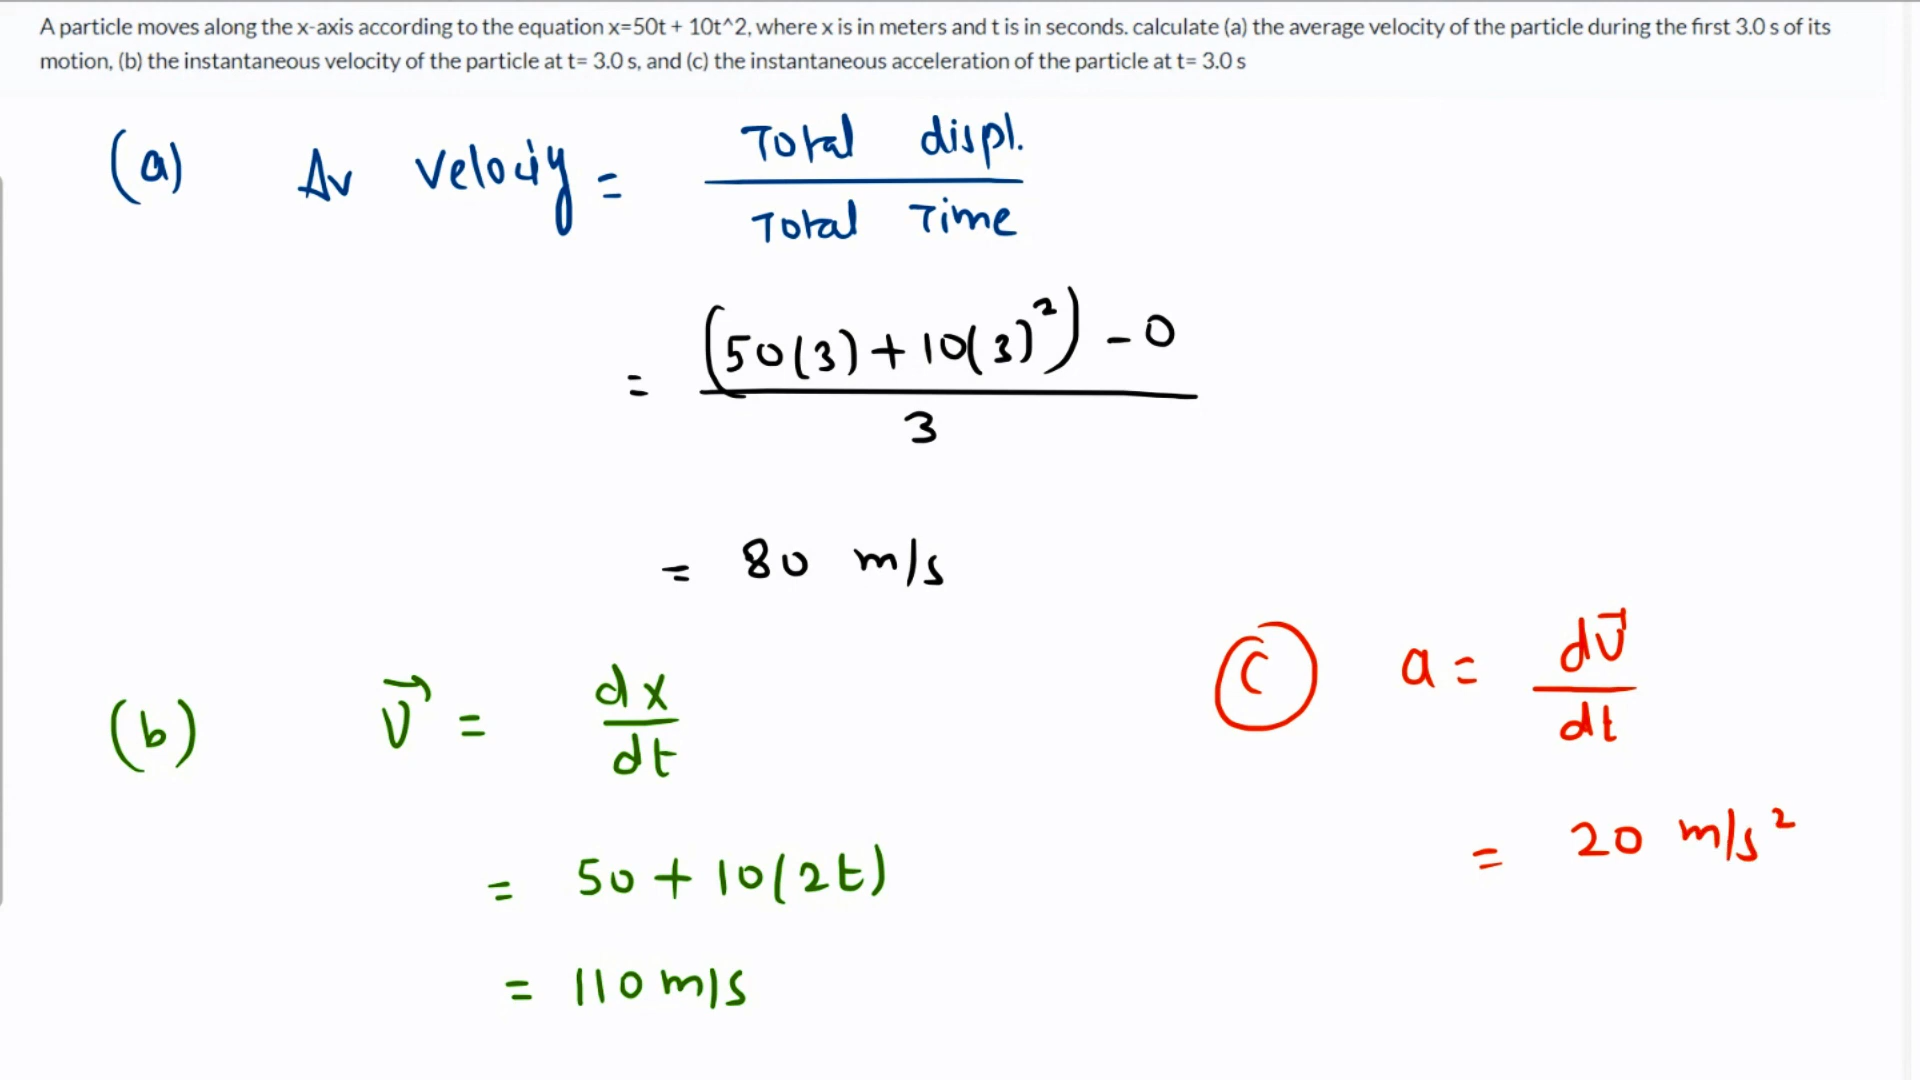 A particle moves along the x-axis according to the equation x=50t + 10t^2, where x is in meters and t is in seconds. calculate (a) the average velocity of the particle during the first 3.0 s of its
motion, (b) the instantaneous velocity of the particle at t= 3.0 s, and (c) the instantaneous acceleration of the particle at t= 3.0 s
(a) Av velociy = Total displ. / Total Time
= (50(3) + 10(3)²) - 0 / 3
= 80 m/s
(b) v⃗ = dx / dt
= 50 + 10(2t)
= 110 m/s
(c) a = dv⃗ / dt
= 20 m/s²